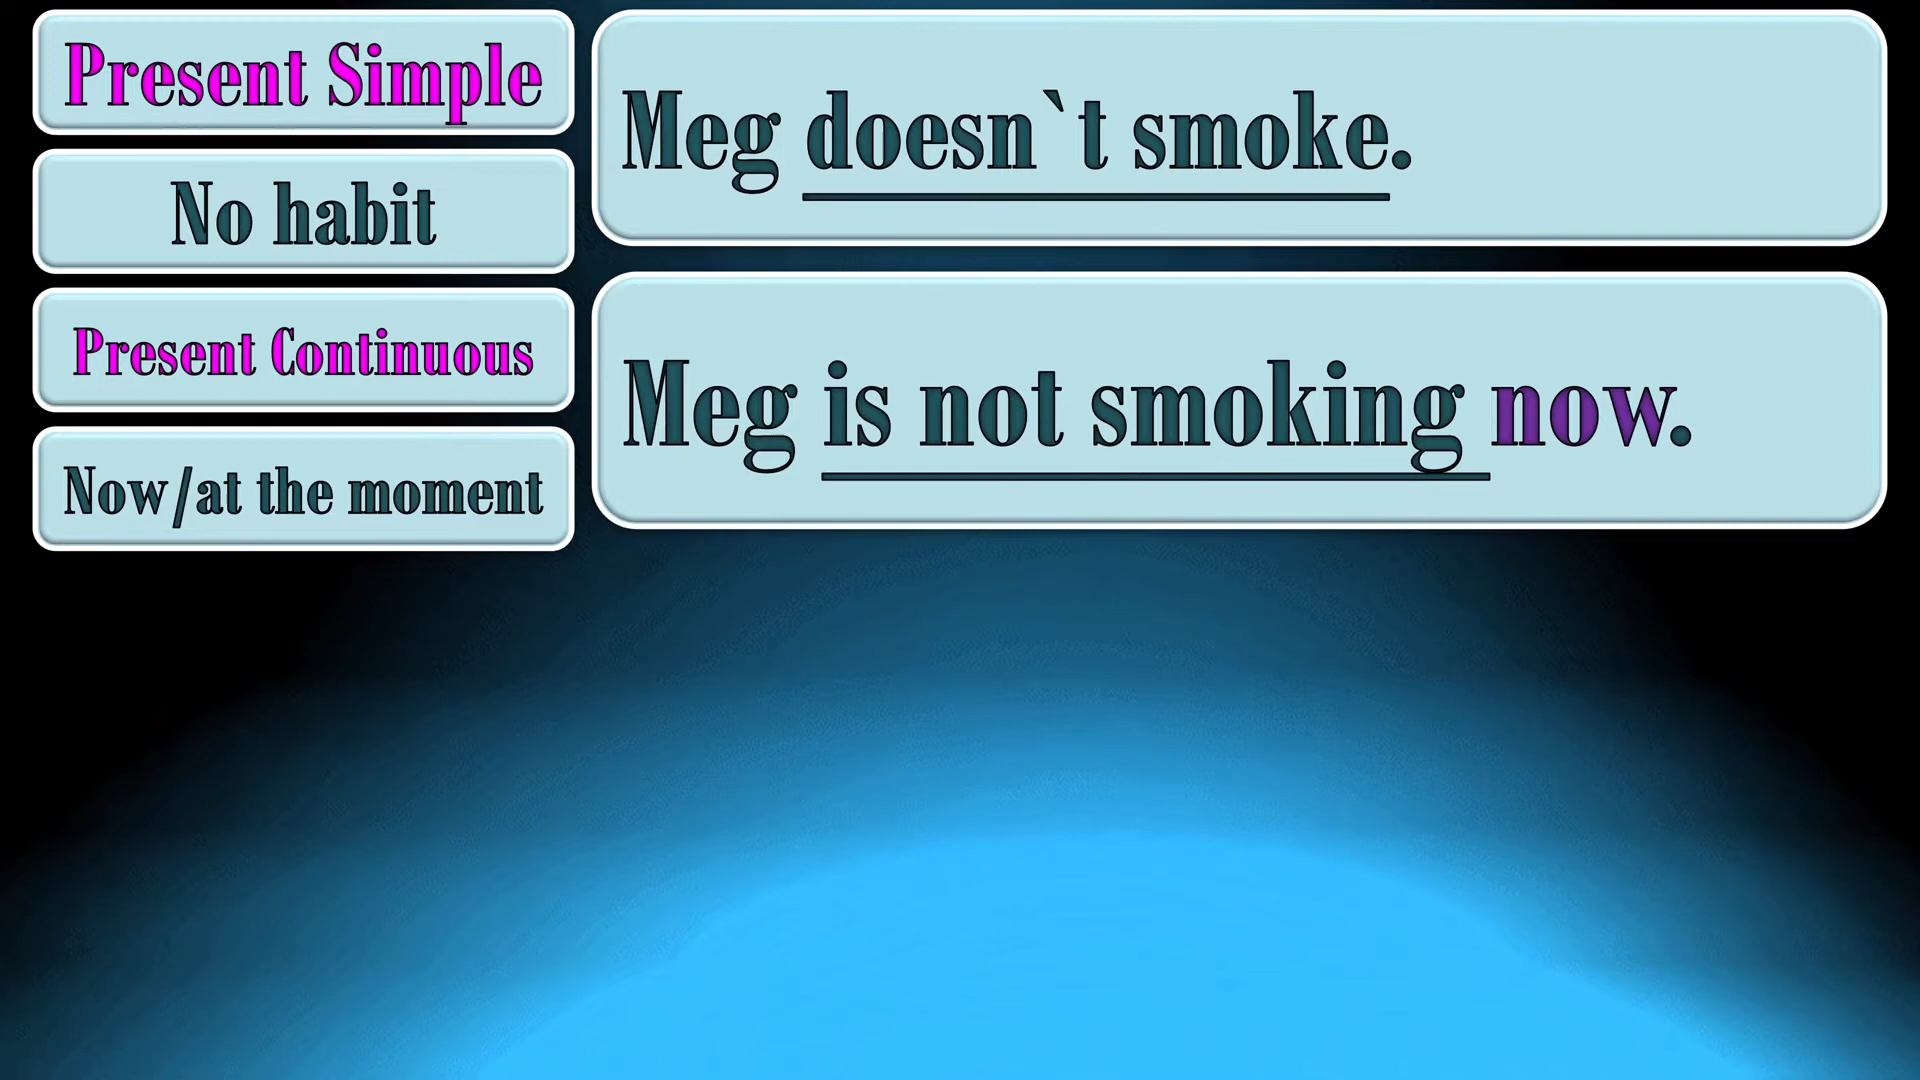 Present Simple
No habit
Present Continuous
Now/at the moment
Meg doesn`t smoke.
Meg is not smoking now.